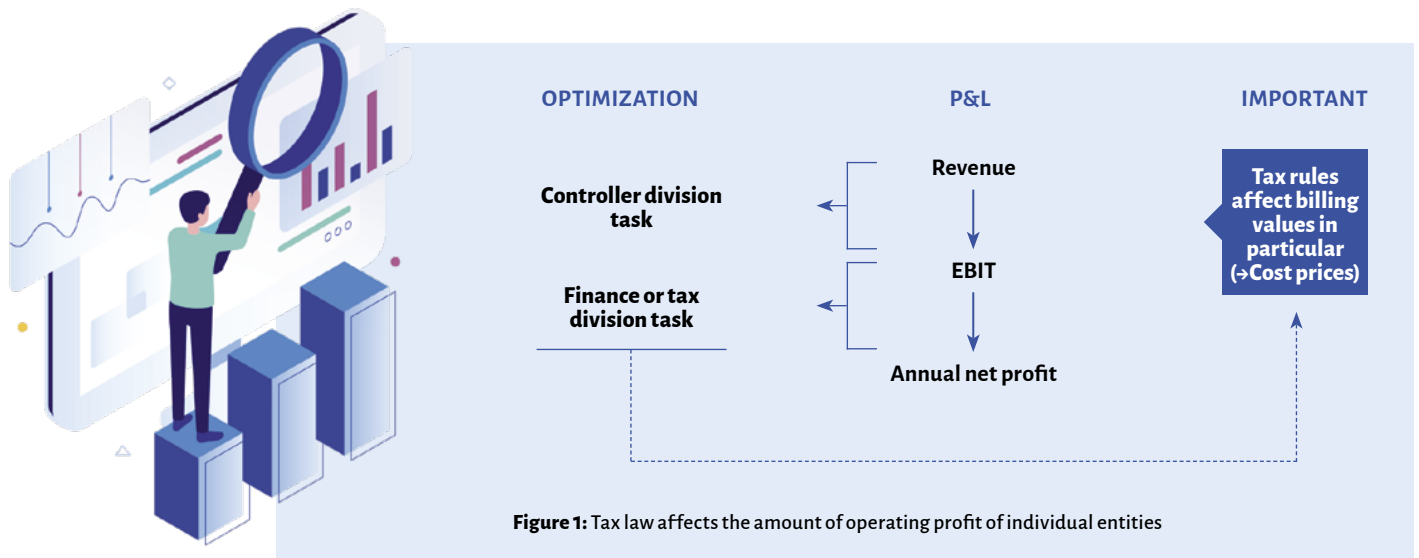 OPTIMIZATION
P&L
IMPORTANT
Controller division
task
Finance or tax
division task
Revenue
EBIT
Annual net profit
Tax rules
affect billing
values in
particular
(→Cost prices)
Figure 1: Tax law affects the amount of operating profit of individual entities